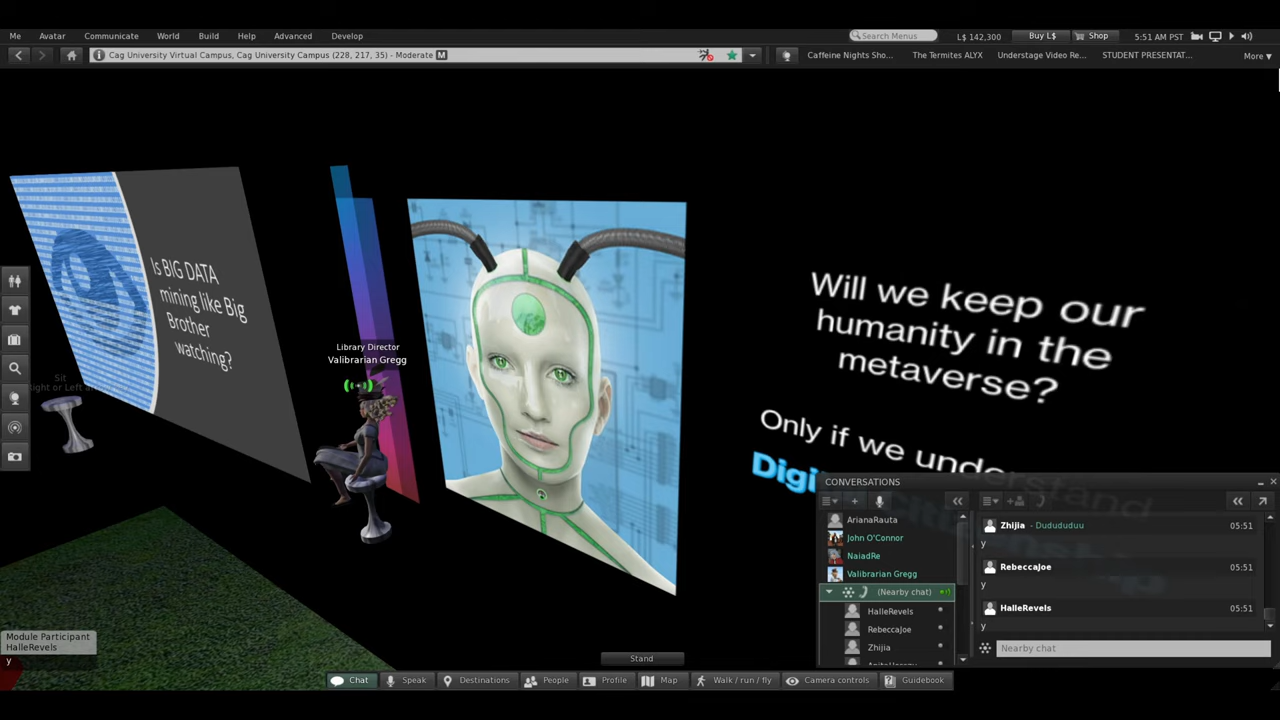 Me Avatar Communicate World Build Help Advanced Develop
Search Menus
L$ 142,300
Buy L$
Shop
5:51 AM PST
Cag University Virtual Campus, Cag University Campus (228, 217, 35) - Moderate M
Caffeine Nights Sho...
The Termites ALYX
Understage Video Re...
STUDENT PRESENTAT...
More ▼
Is BIG DATA
mining like Big
Brother
watching?
Sit
Library Director
Valibrarian Gregg
Will we keep our
humanity in the
metaverse?
Only if we understand
CONVERSATIONS
ArianaRauta
John O'Connor
NaiadRe
Valibrarian Gregg
(Nearby chat)
HalleRevels
RebeccaJoe
Zhijia
Zhijia - Dudududuu 05:51
y
RebeccaJoe 05:51
y
HalleRevels 05:51
y
Nearby chat
Module Participant
HalleRevels
y
Stand
Chat Speak Destinations People Profile Map Walk / run / fly Camera controls Guidebook